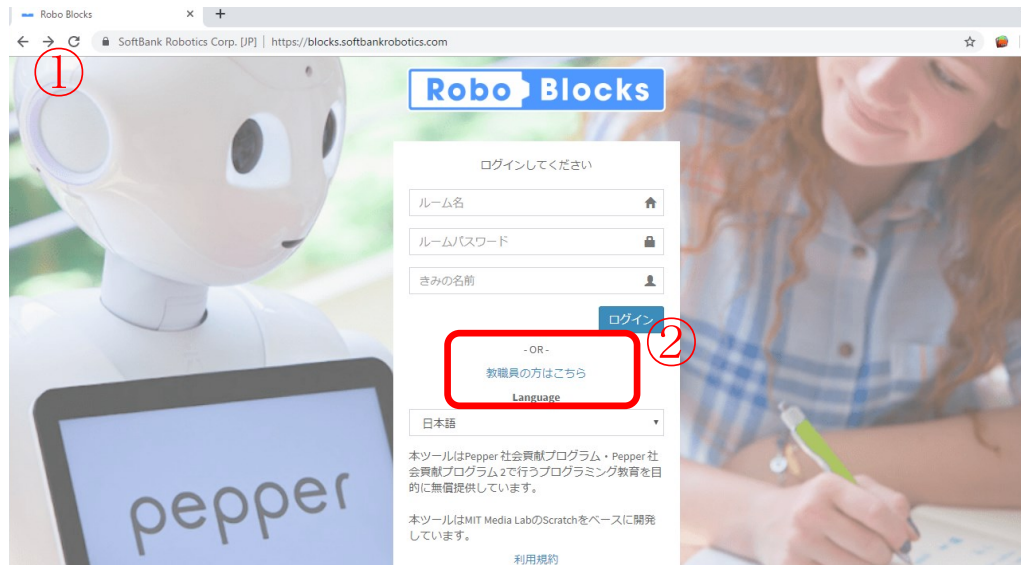 Robo Blocks
SoftBank Robotics Corp. [JP] | https://blocks.softbankrobotics.com
①
Robo Blocks
ログインしてください
ルーム名
ルームパスワード
きみの名前
ログイン
②
- OR -
教職員の方はこちら
Language
日本語
本ツールはPepper 社会貢献プログラム・Pepper 社
会貢献プログラム 2で行うプログラミング教育を目
的に無償提供しています。
本ツールはMIT Media LabのScratchをベースに開発
しています。
利用規約
pepper